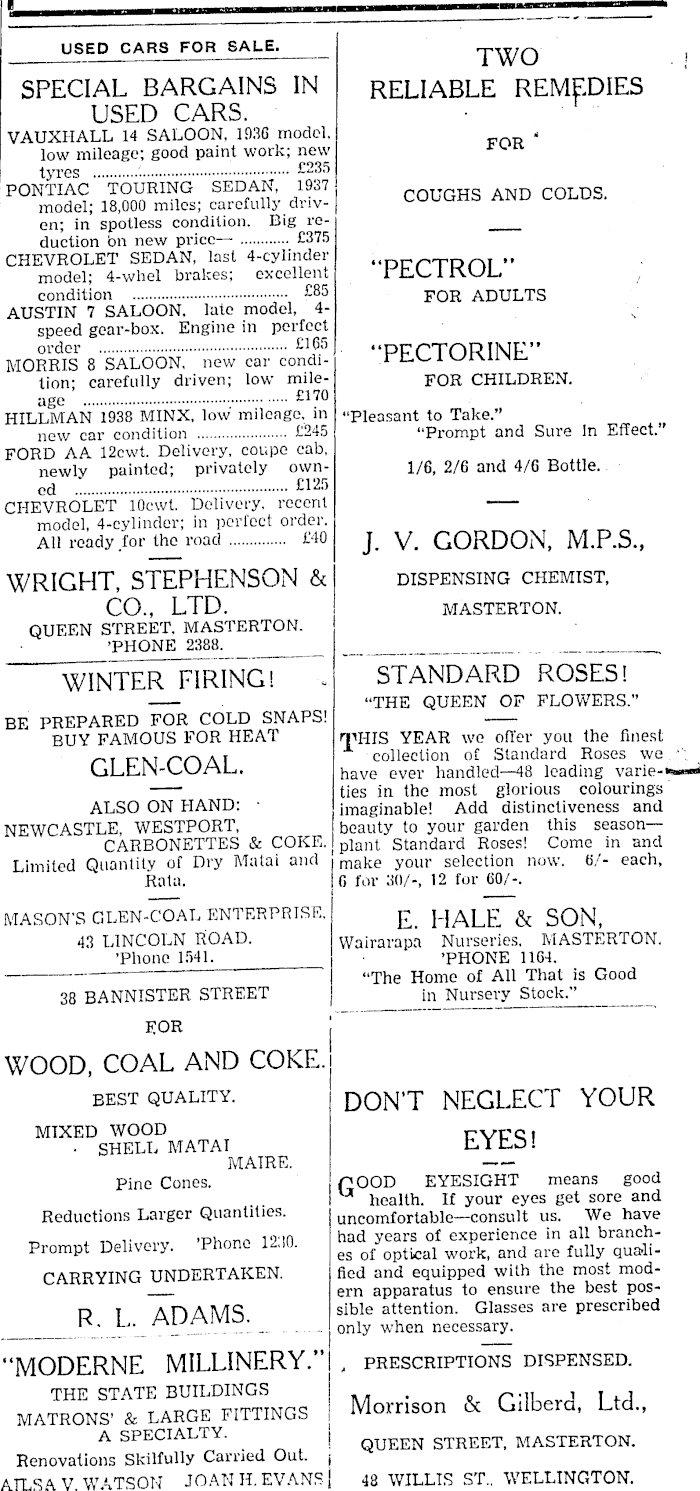 USED CARS FOR SALE.
SPECIAL BARGAINS IN
USED CARS.
VAUXHALL 14 SALOON, 1936 model,
low mileage; good paint work; new
tyres .......... £235
PONTIAC TOURING SEDAN, 1937
model; 18,000 miles; carefully driv-
en; in spotless condition. Big re-
duction on new price— .......... £375
CHEVROLET SEDAN, last 4-cylinder
model; 4-whel brakes; excellent
condition .......... £85
AUSTIN 7 SALOON, late model, 4-
speed gear-box. Engine in perfect
order .......... £165
MORRIS 8 SALOON, new car condi-
tion; carefully driven; low mile-
age .......... £170
HILLMAN 1938 MINX, low mileage, in
new car condition .......... £245
FORD AA 12cwt. Delivery, coupe cab,
newly painted; privately own-
ed .......... £125
CHEVROLET 10cwt. Delivery, recent
model, 4-cylinder; in perfect order.
All ready for the road .......... £40
WRIGHT, STEPHENSON &
CO., LTD.
QUEEN STREET, MASTERTON.
'PHONE 2388.
WINTER FIRING!
BE PREPARED FOR COLD SNAPS!
BUY FAMOUS FOR HEAT
GLEN-COAL.
ALSO ON HAND:
NEWCASTLE, WESTPORT,
CARBONETTES & COKE.
Limited Quantity of Dry Matai and
Rata.
MASON'S GLEN-COAL ENTERPRISE,
43 LINCOLN ROAD.
'Phone 1541.
38 BANNISTER STREET
FOR
WOOD, COAL AND COKE.
BEST QUALITY.
MIXED WOOD
SHELL MATAI
MAIRE.
Pine Cones.
Reductions Larger Quantities.
Prompt Delivery. 'Phone 1230.
CARRYING UNDERTAKEN.
R. L. ADAMS.
"MODERNE MILLINERY."
THE STATE BUILDINGS
MATRONS' & LARGE FITTINGS
A SPECIALTY.
Renovations Skilfully Carried Out.
AILSA V. WATSON JOAN H. EVANS
TWO
RELIABLE REMEDIES
FOR
COUGHS AND COLDS.
"PECTROL"
FOR ADULTS
"PECTORINE"
FOR CHILDREN.
"Pleasant to Take."
"Prompt and Sure In Effect."
1/6, 2/6 and 4/6 Bottle.
J. V. GORDON, M.P.S.,
DISPENSING CHEMIST,
MASTERTON.
STANDARD ROSES!
"THE QUEEN OF FLOWERS."
THIS YEAR we offer you the finest
collection of Standard Roses we
have ever handled—48 leading varie-
ties in the most glorious colourings
imaginable! Add distinctiveness and
beauty to your garden this season—
plant Standard Roses! Come in and
make your selection now. 6/- each,
6 for 30/-, 12 for 60/-.
E. HALE & SON,
Wairarapa Nurseries, MASTERTON.
'PHONE 1164.
"The Home of All That is Good
in Nursery Stock."
DON'T NEGLECT YOUR
EYES!
GOOD EYESIGHT means good
health. If your eyes get sore and
uncomfortable—consult us. We have
had years of experience in all branch-
es of optical work, and are fully quali-
fied and equipped with the most mod-
ern apparatus to ensure the best pos-
sible attention. Glasses are prescribed
only when necessary.
PRESCRIPTIONS DISPENSED.
Morrison & Gilberd, Ltd.,
QUEEN STREET, MASTERTON.
48 WILLIS ST., WELLINGTON.